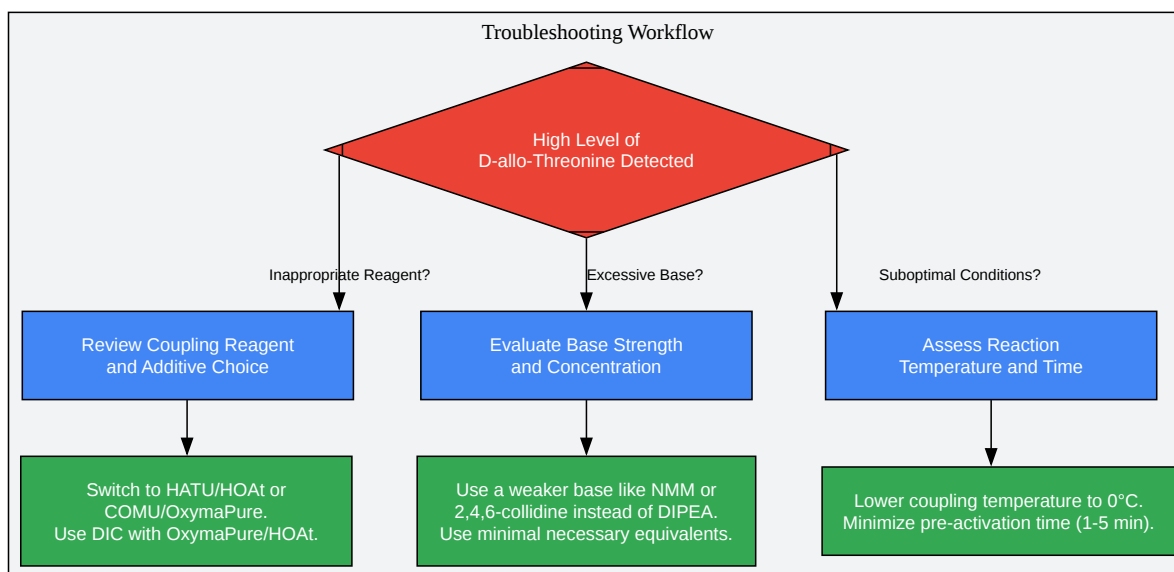 Troubleshooting Workflow
High Level of
D-allo-Threonine Detected
Inappropriate Reagent?
Excessive Base?
Suboptimal Conditions?
Review Coupling Reagent
and Additive Choice
Evaluate Base Strength
and Concentration
Assess Reaction
Temperature and Time
Switch to HATU/HOAt or
COMU/OxymaPure.
Use DIC with OxymaPure/HOAt.
Use a weaker base like NMM or
2,4,6-collidine instead of DIPEA.
Use minimal necessary equivalents.
Lower coupling temperature to 0°C.
Minimize pre-activation time (1-5 min).